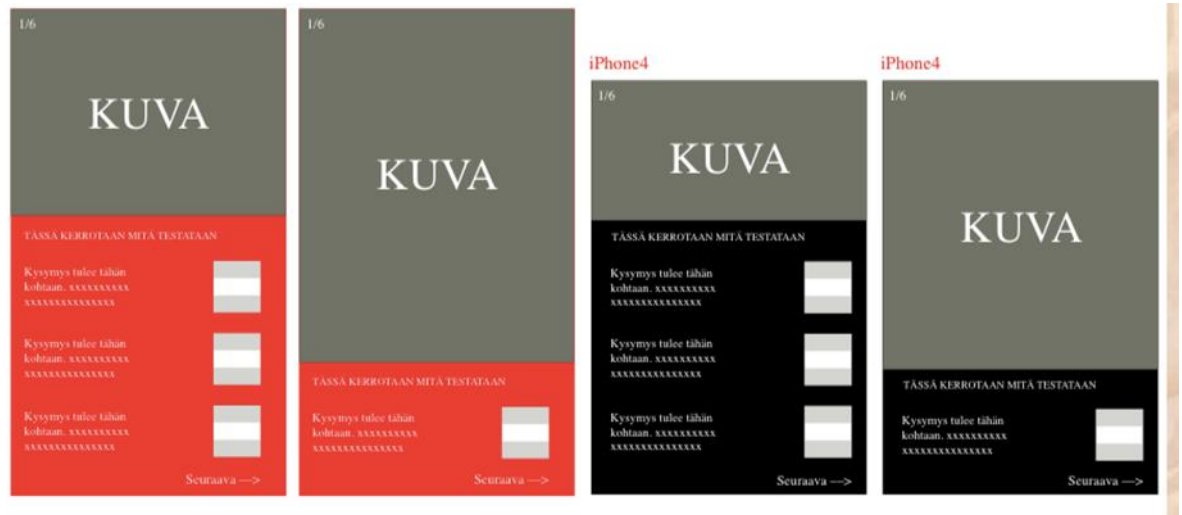 1/6
KUVA
TÄSSÄ KERROTAAN MITÄ TESTATAAN
Kysymys tulee tähän
kohtaan. xxxxxxxxxx
xxxxxxxxxxxxxxx
Kysymys tulee tähän
kohtaan. xxxxxxxxxx
xxxxxxxxxxxxxxx
Kysymys tulee tähän
kohtaan. xxxxxxxxxx
xxxxxxxxxxxxxxx
Seuraava —>
1/6
KUVA
TÄSSÄ KERROTAAN MITÄ TESTATAAN
Kysymys tulee tähän
kohtaan. xxxxxxxxxx
xxxxxxxxxxxxxxx
Seuraava —>
iPhone4
1/6
KUVA
TÄSSÄ KERROTAAN MITÄ TESTATAAN
Kysymys tulee tähän
kohtaan. xxxxxxxxxx
xxxxxxxxxxxxxxx
Kysymys tulee tähän
kohtaan. xxxxxxxxxx
xxxxxxxxxxxxxxx
Kysymys tulee tähän
kohtaan. xxxxxxxxxx
xxxxxxxxxxxxxxx
Seuraava —>
iPhone4
1/6
KUVA
TÄSSÄ KERROTAAN MITÄ TESTATAAN
Kysymys tulee tähän
kohtaan. xxxxxxxxxx
xxxxxxxxxxxxxxx
Seuraava —>